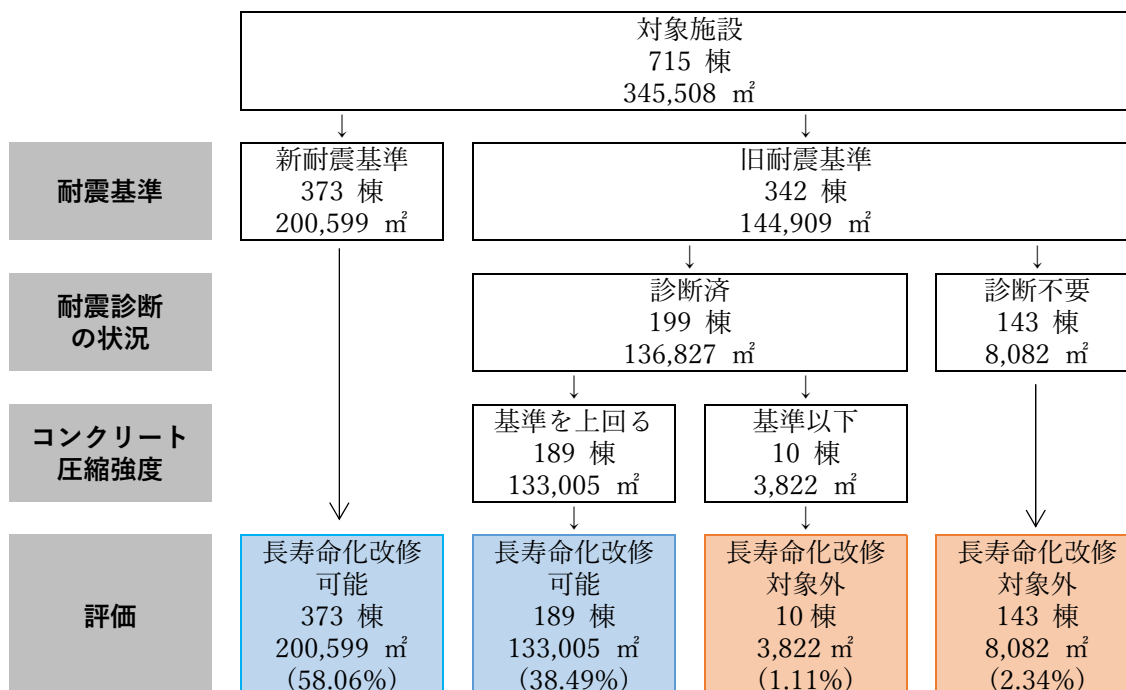 対象施設
715 棟
345,508 ㎡
↓ ↓
耐震基準
新耐震基準
373 棟
200,599 ㎡
旧耐震基準
342 棟
144,909 ㎡
↓ ↓
耐震診断
の状況
診断済
199 棟
136,827 ㎡
診断不要
143 棟
8,082 ㎡
↓ ↓
コンクリート
圧縮強度
基準を上回る
189 棟
133,005 ㎡
基準以下
10 棟
3,822 ㎡
↓ ↓
評価
長寿命化改修
可能
373 棟
200,599 ㎡
(58.06%)
長寿命化改修
可能
189 棟
133,005 ㎡
(38.49%)
長寿命化改修
対象外
10棟
3,822 ㎡
(1.11%)
長寿命化改修
対象外
143 棟
8,082 ㎡
(2.34%)